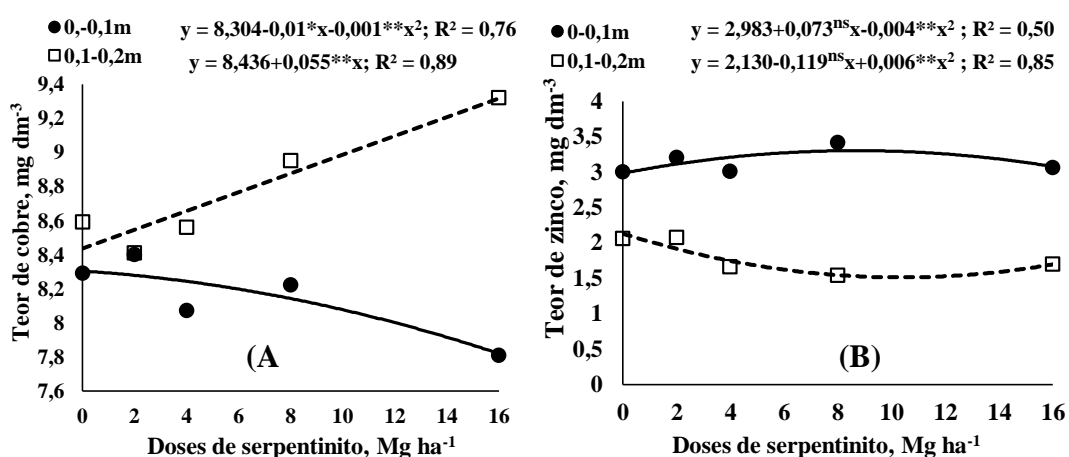 0,-0,1m y = 8,304-0,01*x-0,001**x²; R² = 0,76
0,1-0,2m y = 8,436+0,055**x; R² = 0,89
9,4
9,2
9
8,8
8,6
8,4
8,2
8
7,8
7,6
Teor de cobre, mg dm⁻³
(A
0 2 4 6 8 10 12 14 16
Doses de serpentinito, Mg ha⁻¹
0-0,1m y = 2,983+0,073ⁿˢx-0,004**x² ; R² = 0,50
0,1-0,2m y = 2,130-0,119ⁿˢx+0,006**x² ; R² = 0,85
4
3,5
3
2,5
2
1,5
1
0,5
0
Teor de zinco, mg dm⁻³
(B)
0 2 4 6 8 10 12 14 16
Doses de serpentinito, Mg ha⁻¹